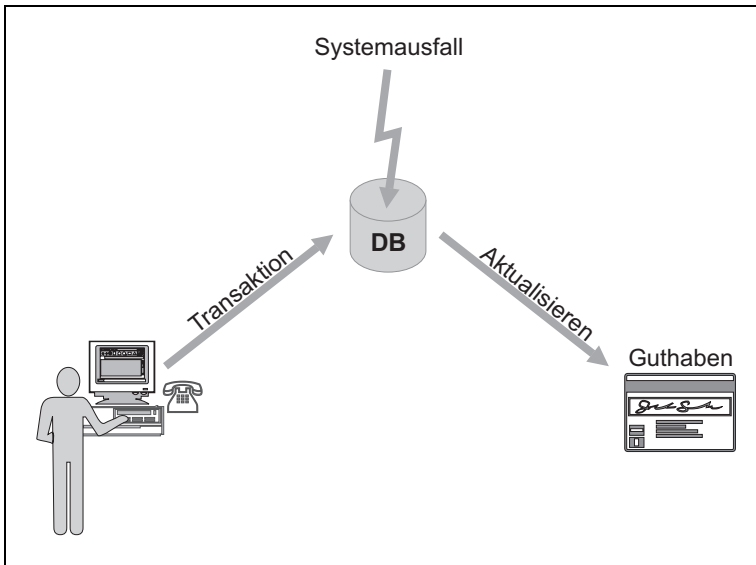 Systemausfall
DB
Transaktion
Aktualisieren
Guthaben